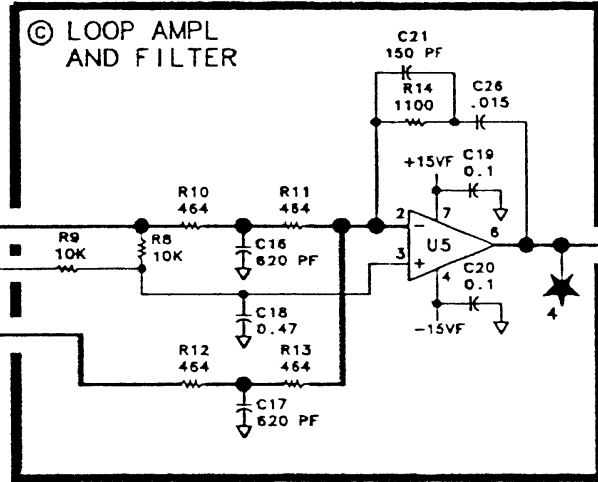 © LOOP AMPL
AND FILTER
C21
150 PF
R14
1100
C26
.015
+15VF
C19
0.1
R10
464
R11
464
2
−
7
6
U5
3
+
4
R9
10K
R8
10K
C16
620 PF
C20
0.1
−15VF
4
C18
0.47
R12
464
R13
464
C17
620 PF